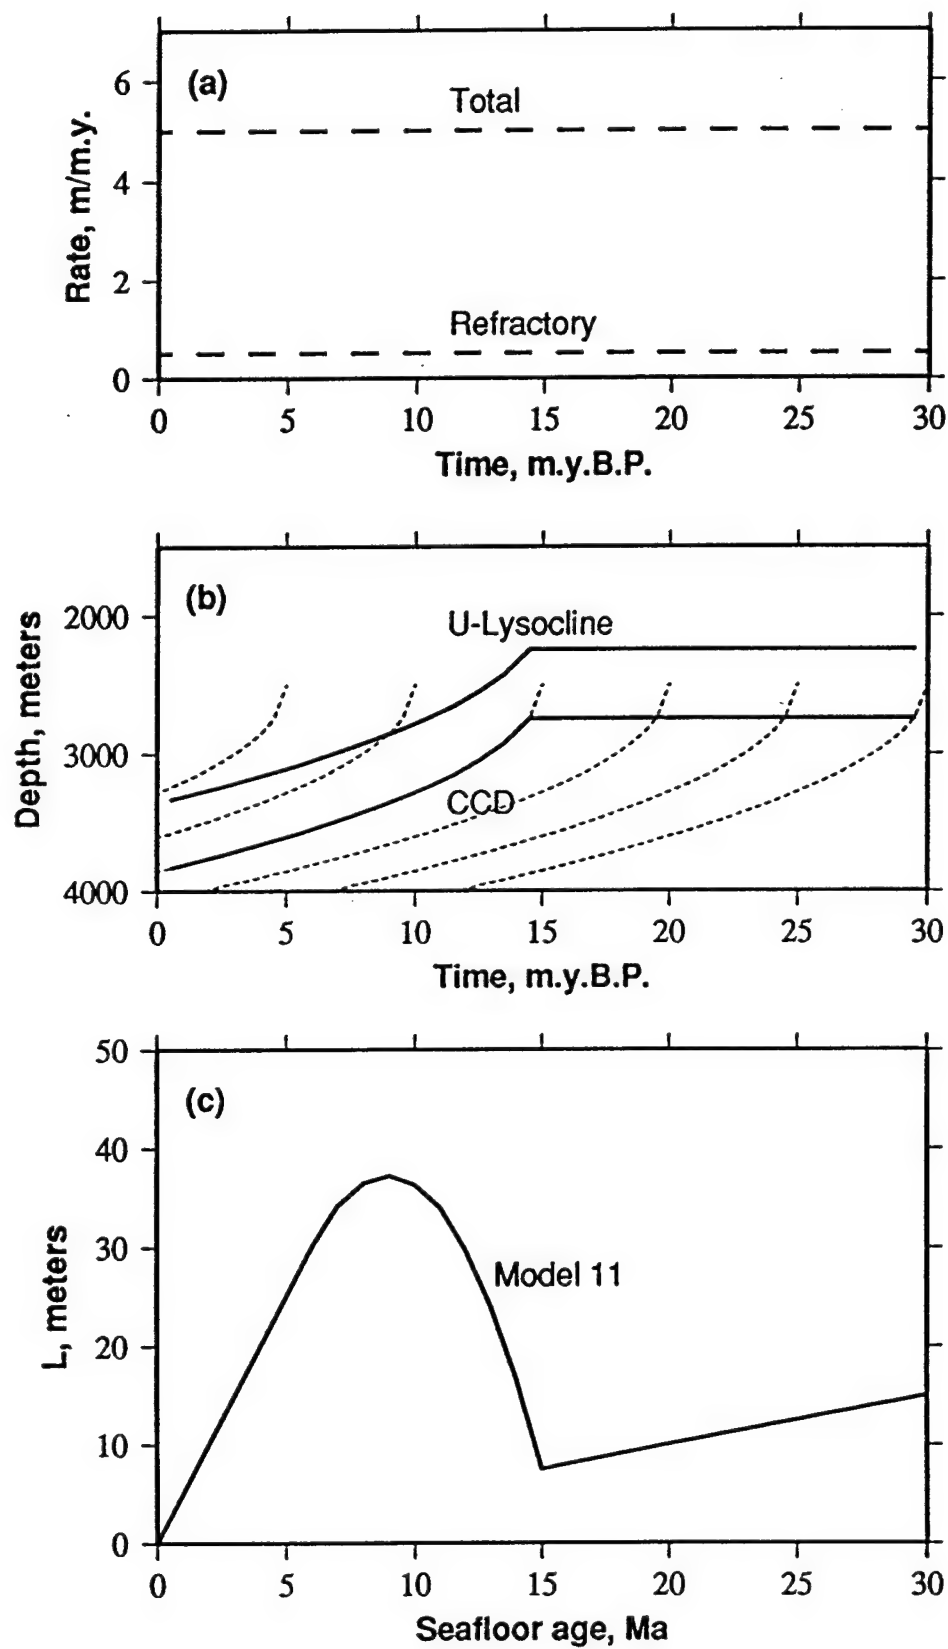 (a)
Total
Refractory
Rate, m/m.y.
6
4
2
0
0 5 10 15 20 25 30
Time, m.y.B.P.
(b)
U-Lysocline
CCD
Depth, meters
2000
3000
4000
0 5 10 15 20 25 30
Time, m.y.B.P.
(c)
Model 11
L, meters
50
40
30
20
10
0
0 5 10 15 20 25 30
Seafloor age, Ma